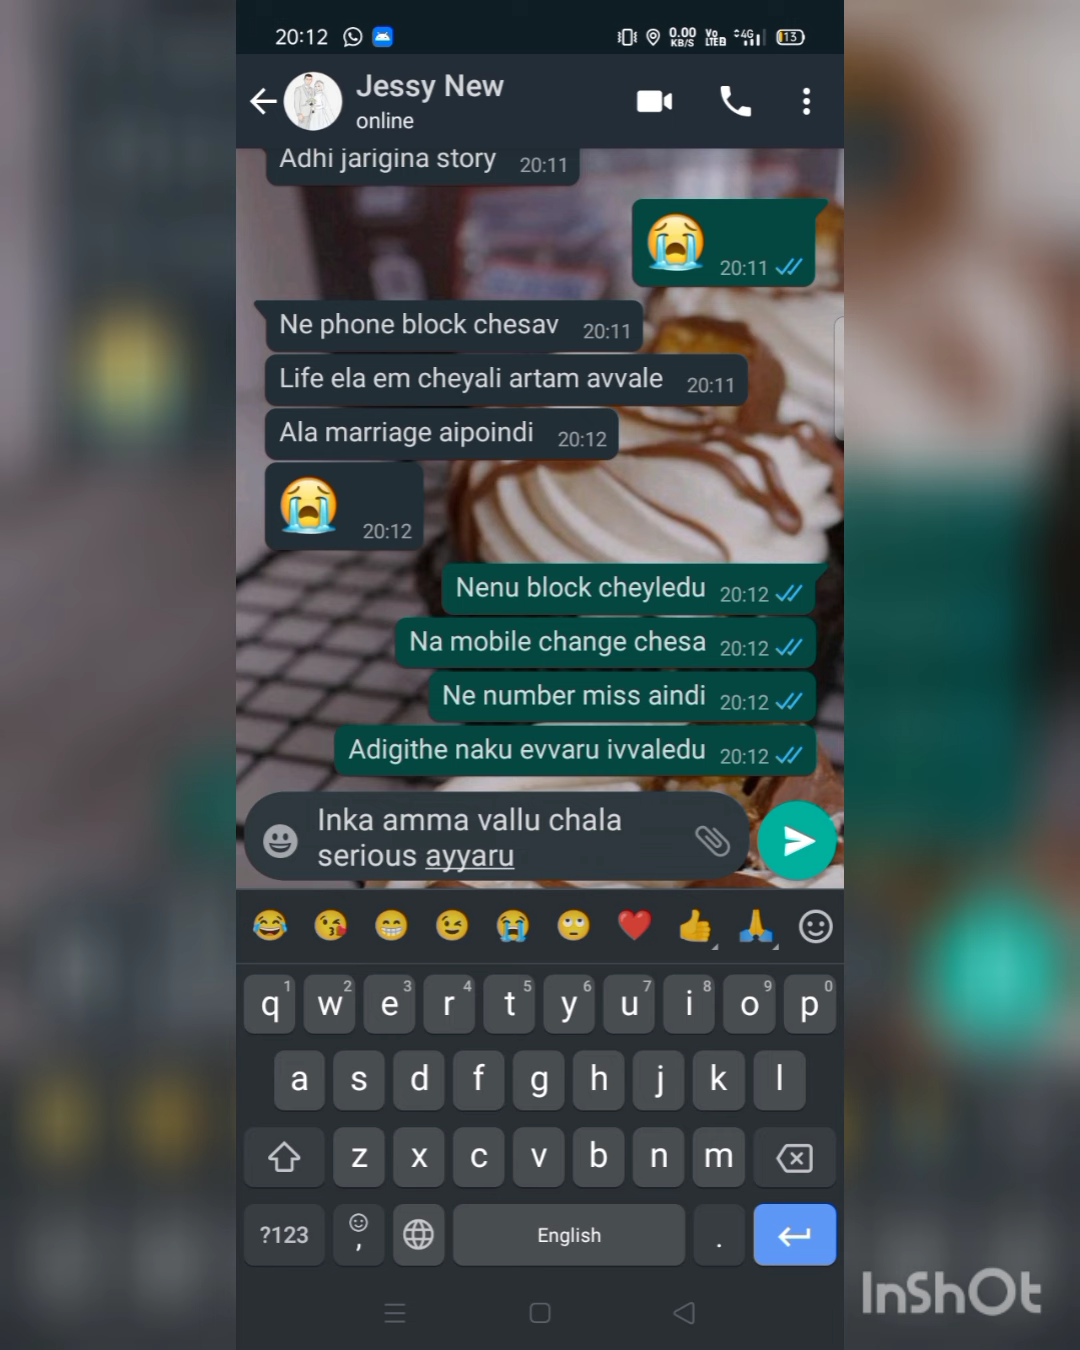 20:12
0.00 KB/S
Vo LTE2
4G
13
Jessy New
online
Adhi jarigina story 20:11
20:11
Ne phone block chesav 20:11
Life ela em cheyali artam avvale 20:11
Ala marriage aipoindi 20:12
20:12
Nenu block cheyledu 20:12
Na mobile change chesa 20:12
Ne number miss aindi 20:12
Adigithe naku evvaru ivvaledu 20:12
Inka amma vallu chala
serious ayyaru
1 2 3 4 5 6 7 8 9 0
q w e r t y u i o p
a s d f g h j k l
z x c v b n m
?123 , English .
InShOt